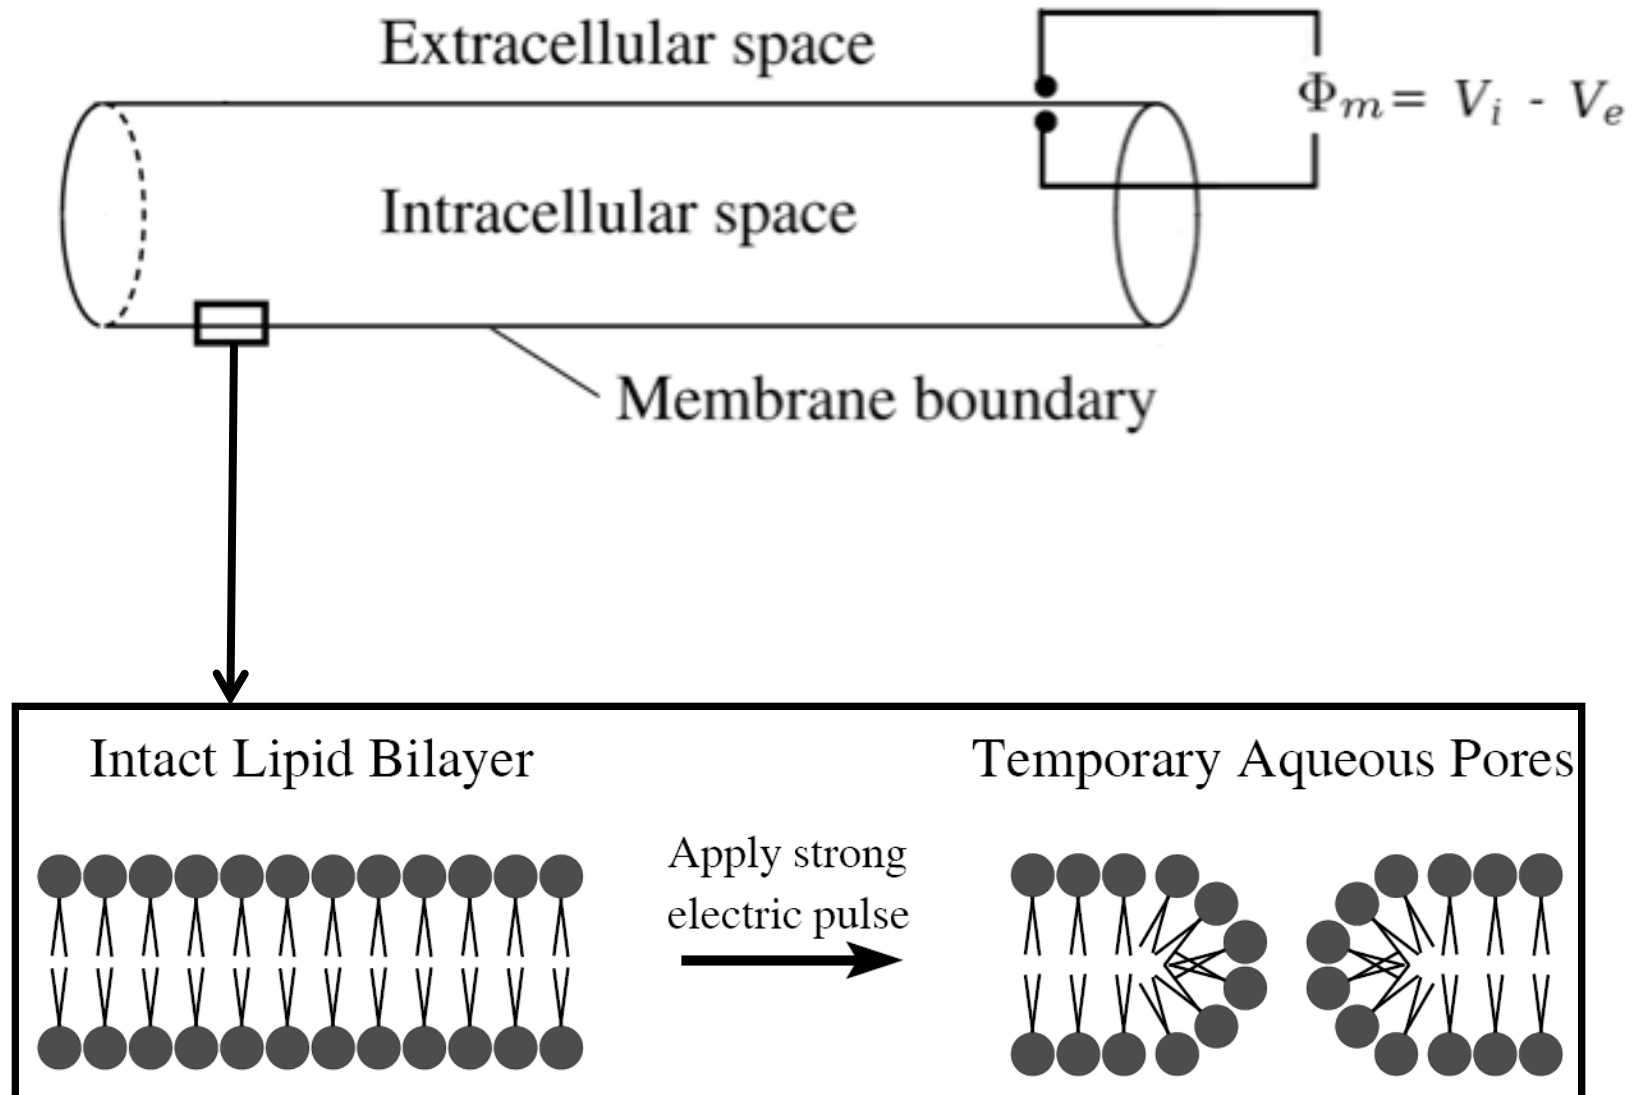 Extracellular space
Φm = Vi - Ve
Intracellular space
Membrane boundary
Intact Lipid Bilayer
Temporary Aqueous Pores
Apply strong
electric pulse